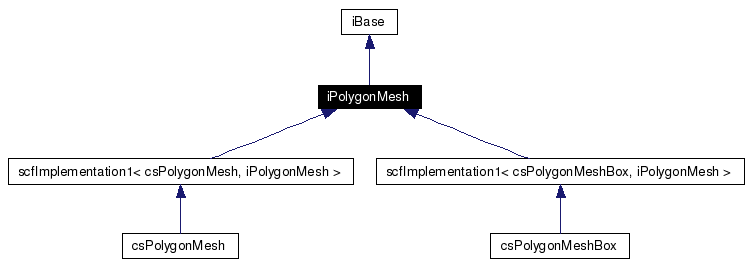 iBase
iPolygonMesh
scfImplementation1< csPolygonMesh, iPolygonMesh >
scfImplementation1< csPolygonMeshBox, iPolygonMesh >
csPolygonMesh
csPolygonMeshBox